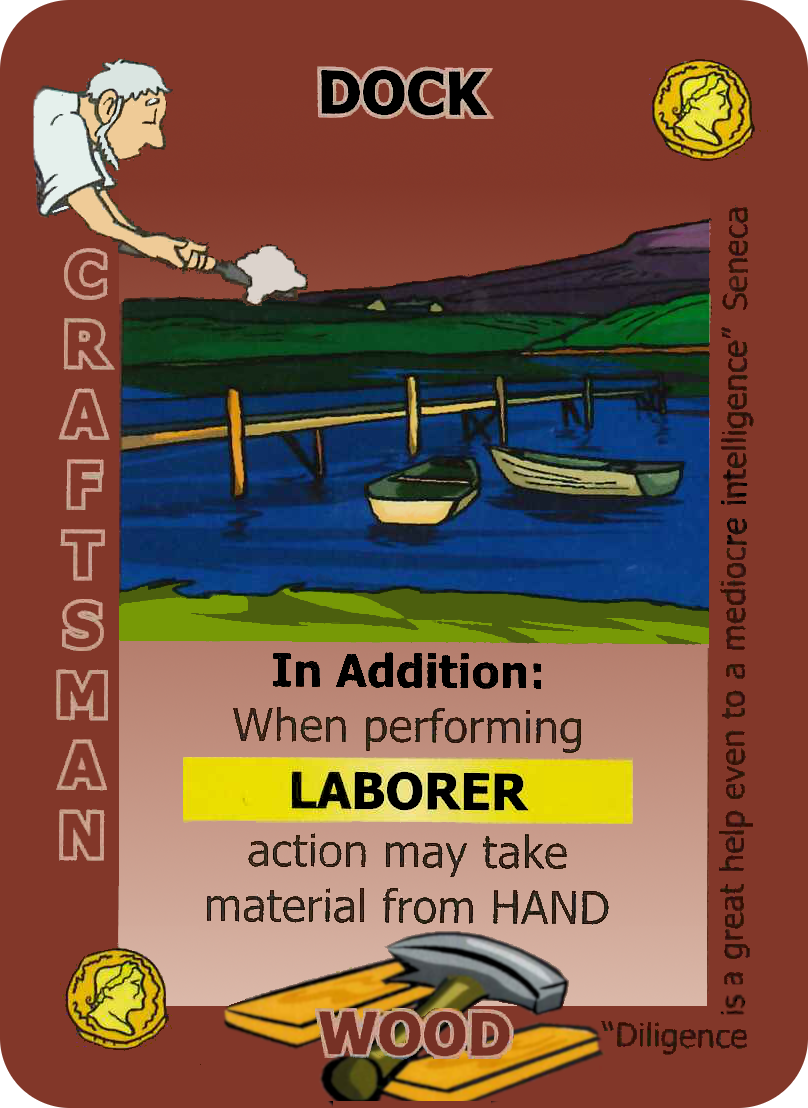 DOCK
CRAFTSMAN
In Addition:
When performing
LABORER
action may take
material from HAND
WOOD
“Diligence
is a great help even to a mediocre intelligence” Seneca